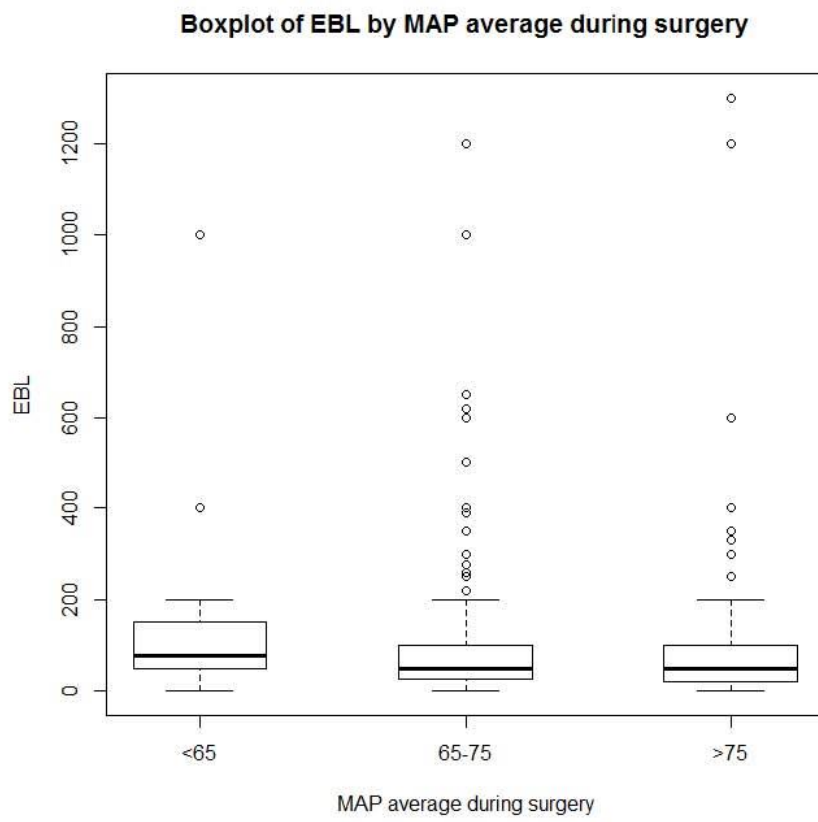 Boxplot of EBL by MAP average during surgery
1200
1000
800
600
400
200
0
EBL
<65 65-75 >75
MAP average during surgery